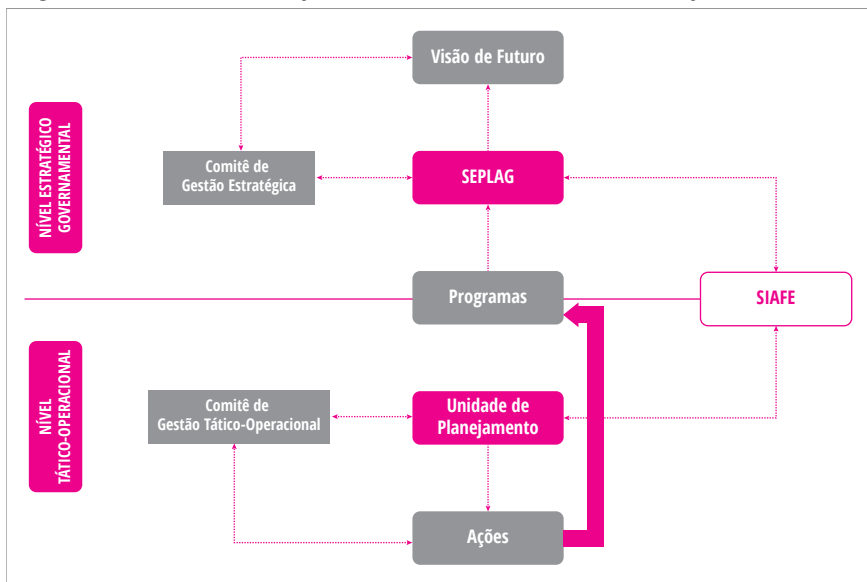 Visão de Futuro
NÍVEL ESTRATÉGICO
GOVERNAMENTAL
Comitê de
Gestão Estratégica
SEPLAG
Programas
SIAFE
NÍVEL
TÁTICO-OPERACIONAL
Comitê de
Gestão Tático-Operacional
Unidade de
Planejamento
Ações